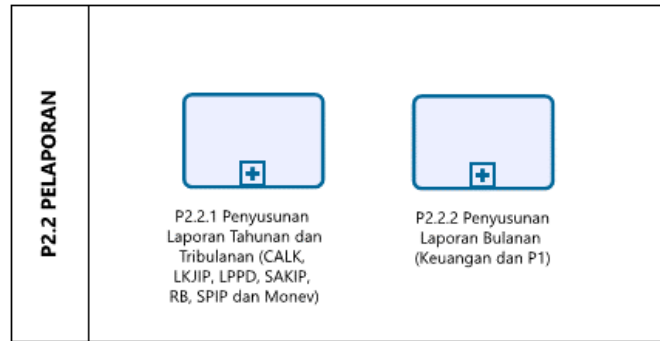 P2.2 PELAPORAN
P2.2.1 Penyusunan
Laporan Tahunan dan
Tribulanan (CALK,
LKJIP, LPPD, SAKIP,
RB, SPIP dan Monev)
P2.2.2 Penyusunan
Laporan Bulanan
(Keuangan dan P1)